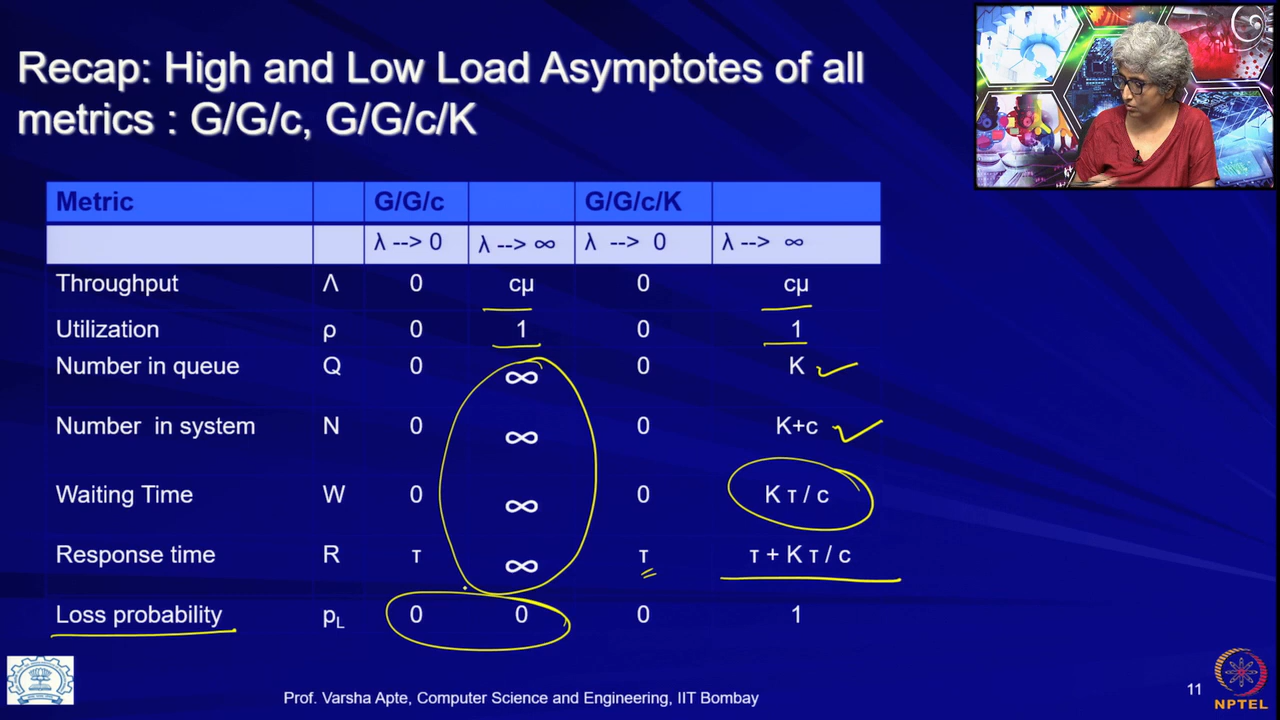 Recap: High and Low Load Asymptotes of all
metrics : G/G/c, G/G/c/K
Metric G/G/c G/G/c/K
λ --> 0 λ --> ∞ λ --> 0 λ --> ∞
Throughput Λ 0 cμ 0 cμ
Utilization ρ 0 1 0 1
Number in queue Q 0 ∞ 0 K
Number in system N 0 ∞ 0 K+c
Waiting Time W 0 ∞ 0 K τ / c
Response time R τ ∞ τ τ + K τ / c
Loss probability pL 0 0 0 1
Prof. Varsha Apte, Computer Science and Engineering, IIT Bombay
11
NPTEL